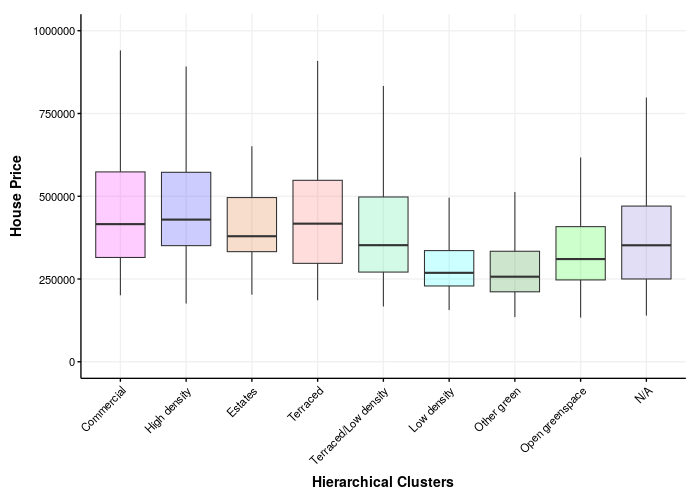 1000000
750000
500000
250000
0
House Price
Commercial
High density
Estates
Terraced
Terraced/Low density
Low density
Other green
Open greenspace
N/A
Hierarchical Clusters